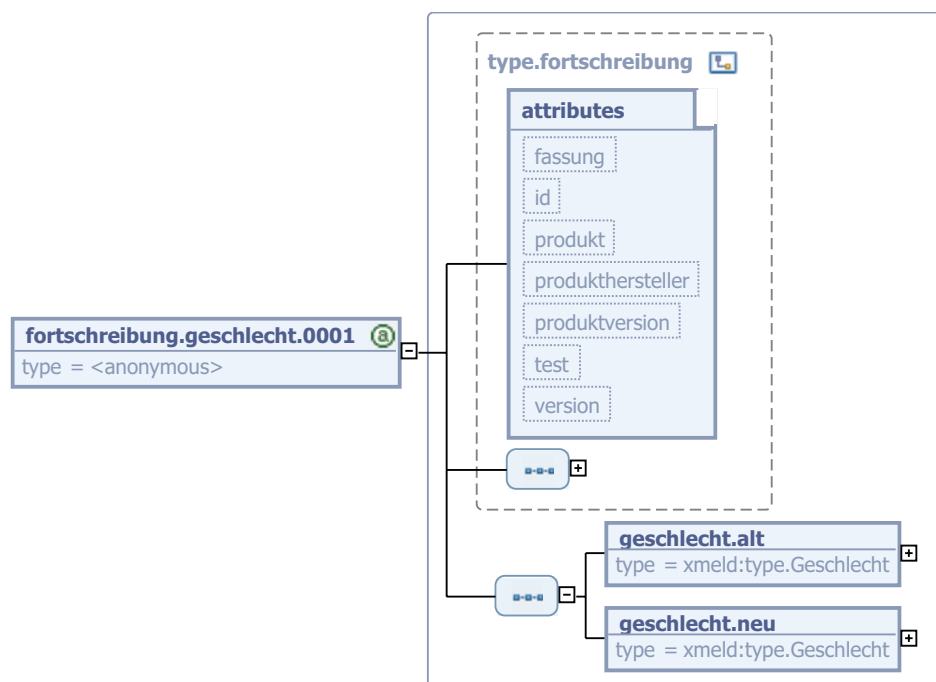 type.fortschreibung
attributes
fassung
id
produkt
produkthersteller
produktversion
test
version
fortschreibung.geschlecht.0001 a
type = <anonymous>
geschlecht.alt
type = xmeld:type.Geschlecht
geschlecht.neu
type = xmeld:type.Geschlecht